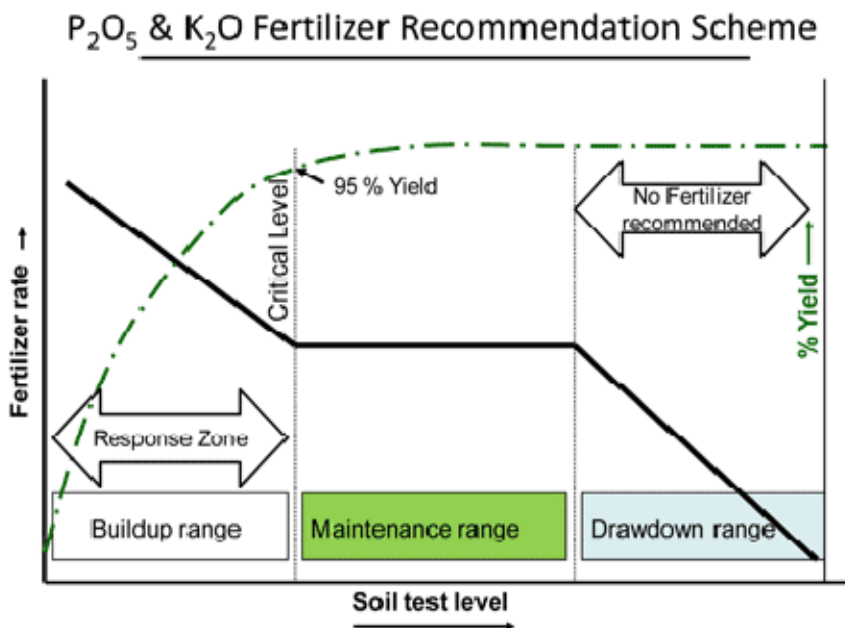 P₂O₅ & K₂O Fertilizer Recommendation Scheme
Fertilizer rate →
Critical Level
95 % Yield
No Fertilizer
recommended
% Yield →
Response Zone
Buildup range
Maintenance range
Drawdown range
Soil test level